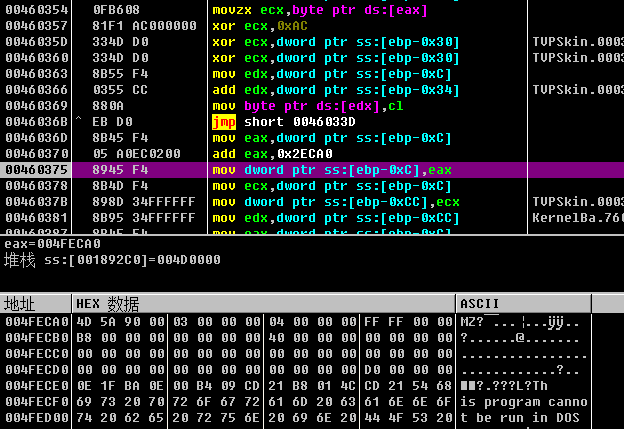 00460354 0FB608 movzx ecx,byte ptr ds:[eax]
00460357 81F1 AC000000 xor ecx,0xAC
0046035D 334D D0 xor ecx,dword ptr ss:[ebp-0x30] TVPSkin.000
00460360 334D D0 xor ecx,dword ptr ss:[ebp-0x30] TVPSkin.000
00460363 8B55 F4 mov edx,dword ptr ss:[ebp-0xC]
00460366 0355 CC add edx,dword ptr ss:[ebp-0x34] TVPSkin.000
00460369 880A mov byte ptr ds:[edx],cl
0046036B ^ EB D0 jmp short 0046033D
0046036D 8B45 F4 mov eax,dword ptr ss:[ebp-0xC]
00460370 05 A0EC0200 add eax,0x2ECA0
00460375 8945 F4 mov dword ptr ss:[ebp-0xC],eax
00460378 8B4D F4 mov ecx,dword ptr ss:[ebp-0xC]
0046037B 898D 34FFFFFF mov dword ptr ss:[ebp-0xCC],ecx TVPSkin.000
00460381 8B95 34FFFFFF mov edx,dword ptr ss:[ebp-0xCC] KernelBa.760
eax=004FECA0
堆栈 ss:[001892C0]=004D0000
地址 HEX 数据 ASCII
004FECA0 4D 5A 90 00 03 00 00 00 04 00 00 00 FF FF 00 00 MZ?....¦...ÿÿ..
004FECB0 B8 00 00 00 00 00 00 00 40 00 00 00 00 00 00 00 ?.......@.......
004FECC0 00 00 00 00 00 00 00 00 00 00 00 00 00 00 00 00 ................
004FECD0 00 00 00 00 00 00 00 00 00 00 00 00 D0 00 00 00 ............?..
004FECE0 0E 1F BA 0E 00 B4 09 CD 21 B8 01 4C CD 21 54 68 ?.???L?Th
004FECF0 69 73 20 70 72 6F 67 72 61 6D 20 63 61 6E 6E 6F is program canno
004FED00 74 20 62 65 20 72 75 6E 20 69 6E 20 44 4F 53 20 t be run in DOS